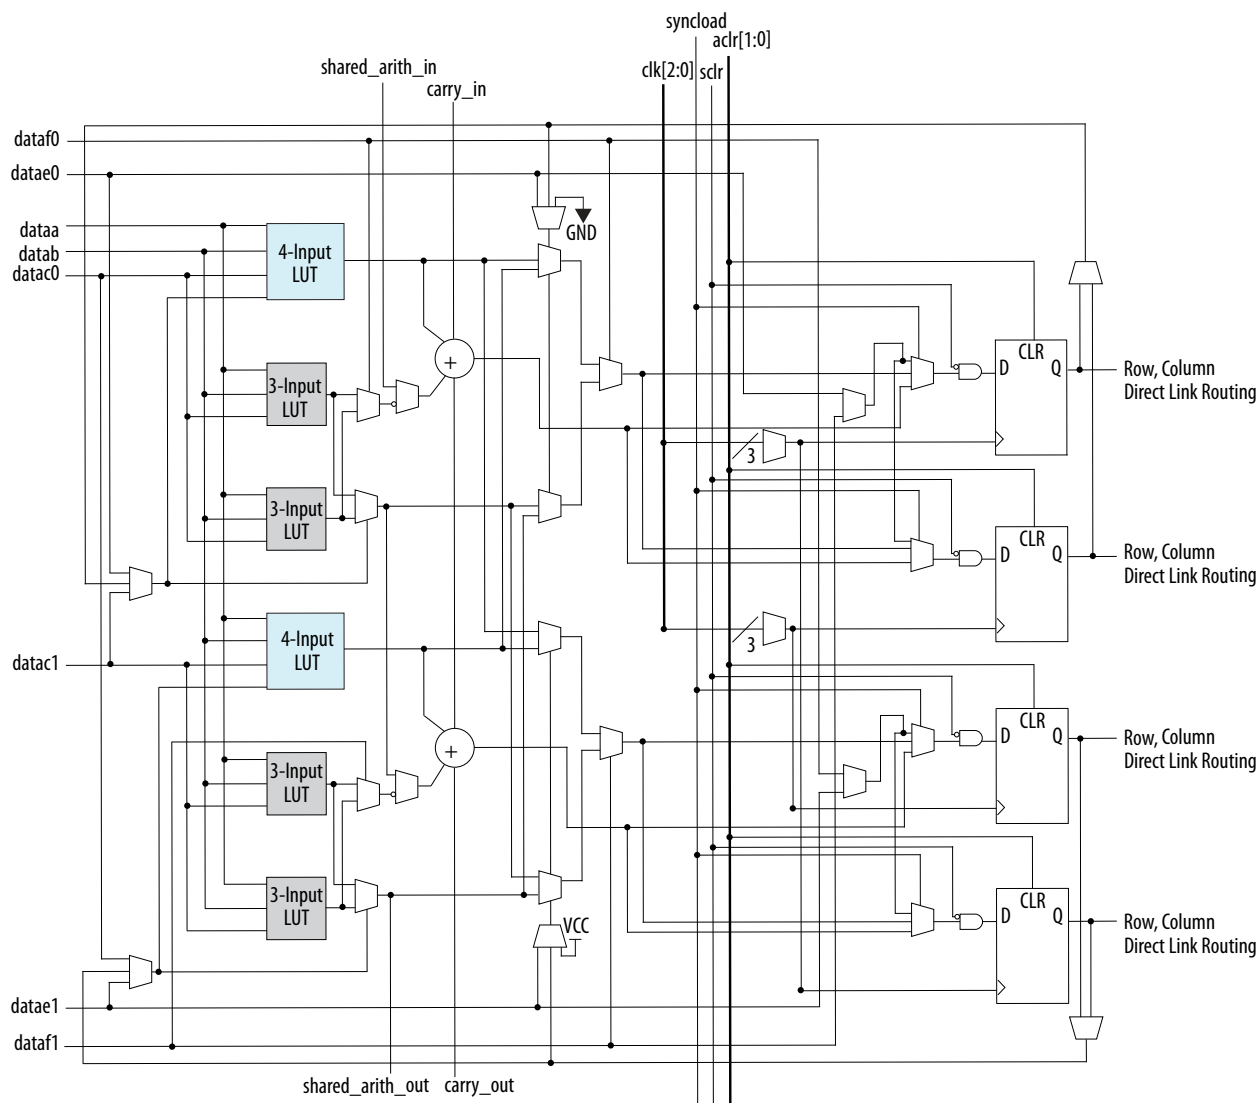 syncload
aclr[1:0]
shared_arith_in
clk[2:0]
sclr
carry_in
dataf0
datae0
dataa
datab
datac0
4-Input
LUT
GND
+
3-Input
LUT
CLR
D
Q
Row, Column
Direct Link Routing
3
3-Input
LUT
CLR
D
Q
Row, Column
Direct Link Routing
4-Input
LUT
3
datac1
CLR
D
Q
Row, Column
Direct Link Routing
+
3-Input
LUT
3-Input
LUT
CLR
D
Q
Row, Column
Direct Link Routing
VCC
datae1
dataf1
shared_arith_out
carry_out